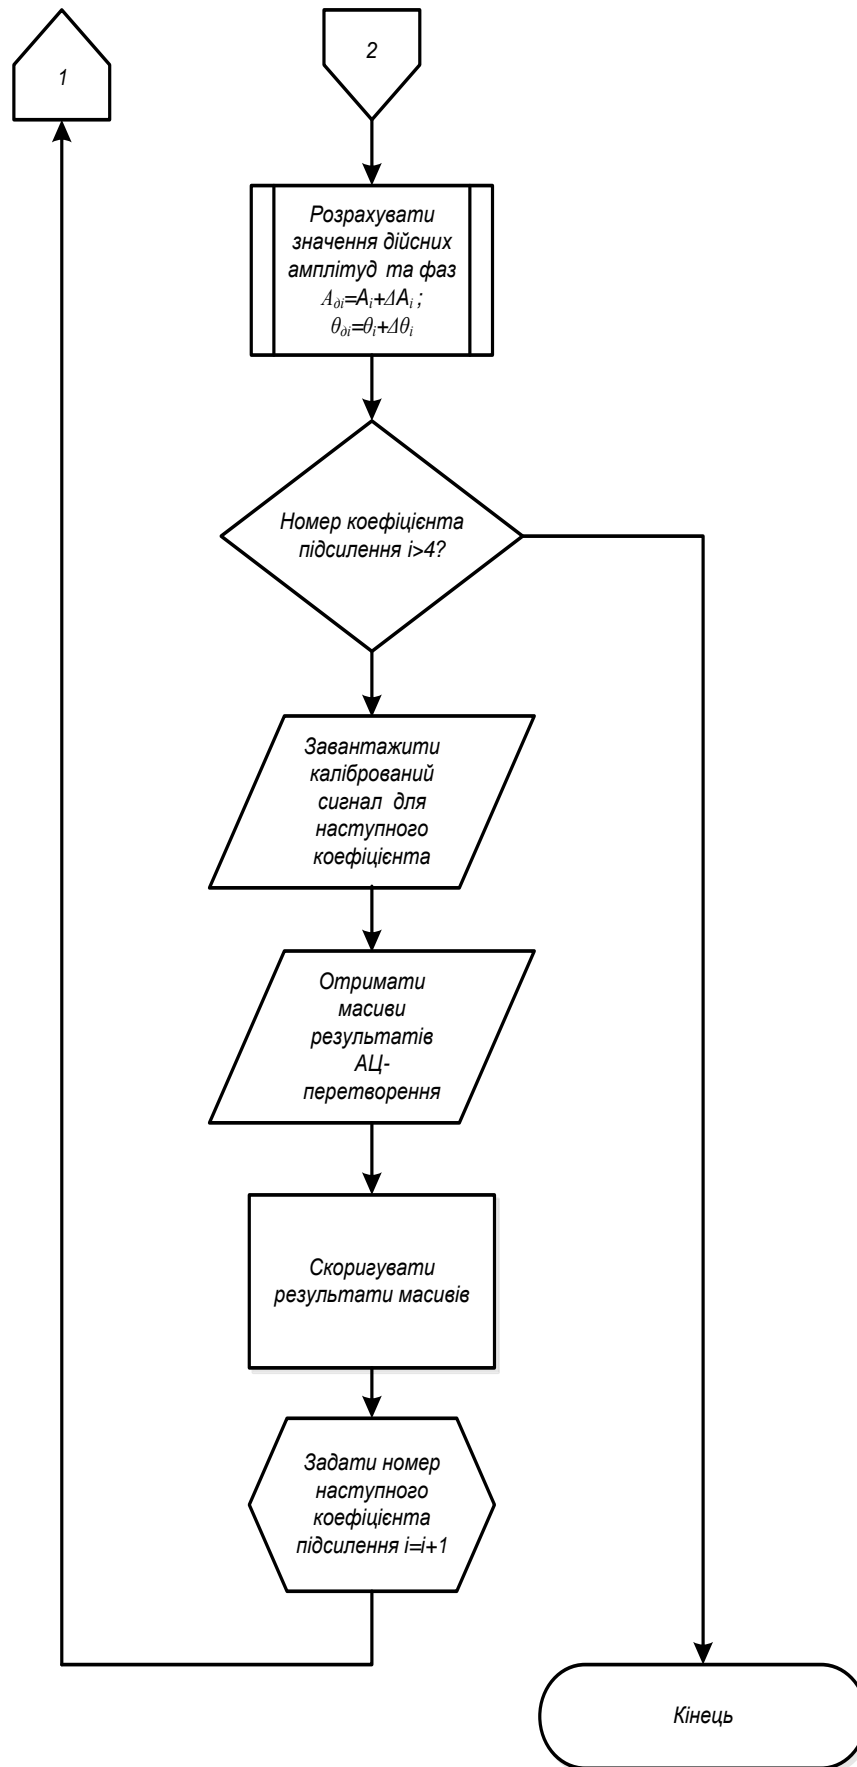 1
2
Розрахувати
значення дійсних
амплітуд та фаз
Aдi=Ai+ΔAi ;
θдi=θi+Δθi
Номер коефіцієнта
підсилення i>4?
Завантажити
калібрований
сигнал для
наступного
коефіцієнта
Отримати
масиви
результатів
АЦ-
перетворення
Скоригувати
результати масивів
Задати номер
наступного
коефіцієнта
підсилення i=i+1
Кінець